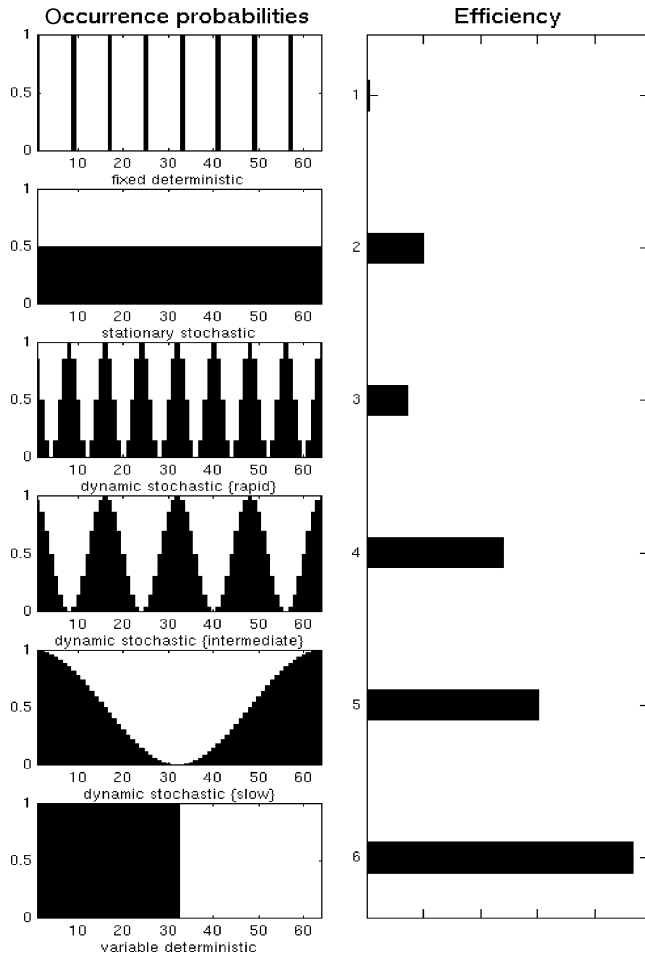 Occurrence probabilities
1
0.5
0
10 20 30 40 50 60
fixed deterministic
1
0.5
0
10 20 30 40 50 60
stationary stochastic
1
0.5
0
10 20 30 40 50 60
dynamic stochastic {rapid}
1
0.5
0
10 20 30 40 50 60
dynamic stochastic {intermediate}
1
0.5
0
10 20 30 40 50 60
dynamic stochastic {slow}
1
0.5
0
10 20 30 40 50 60
variable deterministic
Efficiency
1
2
3
4
5
6